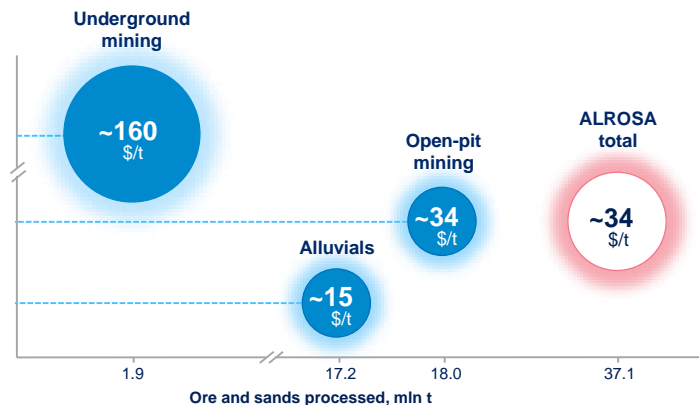 Underground
mining
~160
$/t
Open-pit
mining
~34
$/t
ALROSA
total
~34
$/t
Alluvials
~15
$/t
1.9
17.2
18.0
37.1
Ore and sands processed, mln t